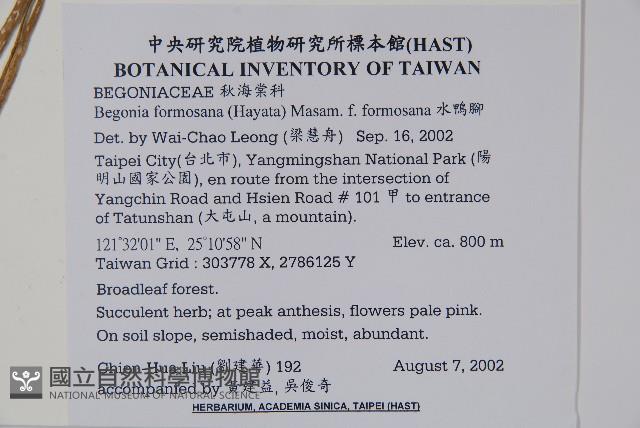 中央研究院植物研究所標本館(HAST)
BOTANICAL INVENTORY OF TAIWAN
BEGONIACEAE 秋海棠科
Begonia formosana (Hayata) Masam. f. formosana 水鴨腳
Det. by Wai-Chao Leong (梁慧舟) Sep. 16, 2002
Taipei City(台北市), Yangmingshan National Park (陽
明山國家公園), en route from the intersection of
Yangchin Road and Hsien Road # 101 甲 to entrance
of Tatunshan (大屯山, a mountain).
121°32'01" E, 25°10'58" N Elev. ca. 800 m
Taiwan Grid : 303778 X, 2786125 Y
Broadleaf forest.
Succulent herb; at peak anthesis, flowers pale pink.
On soil slope, semishaded, moist, abundant.
Chien-Hua Liu (劉建華) 192 August 7, 2002
accompanied by 黃建益, 吳俊奇
國立自然科學博物館
NATIONAL MUSEUM OF NATURAL SCIENCE
HERBARIUM, ACADEMIA SINICA, TAIPEI (HAST)